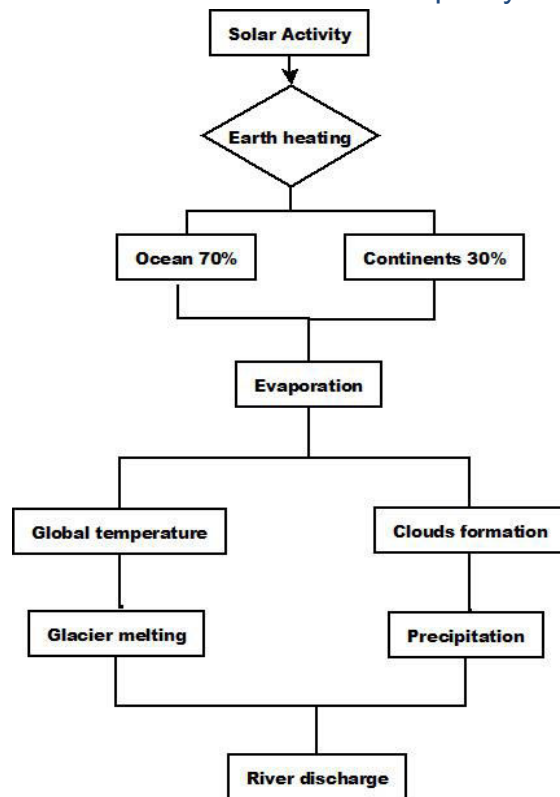 Solar Activity
Earth heating
Ocean 70%
Continents 30%
Evaporation
Global temperature
Clouds formation
Glacier melting
Precipitation
River discharge